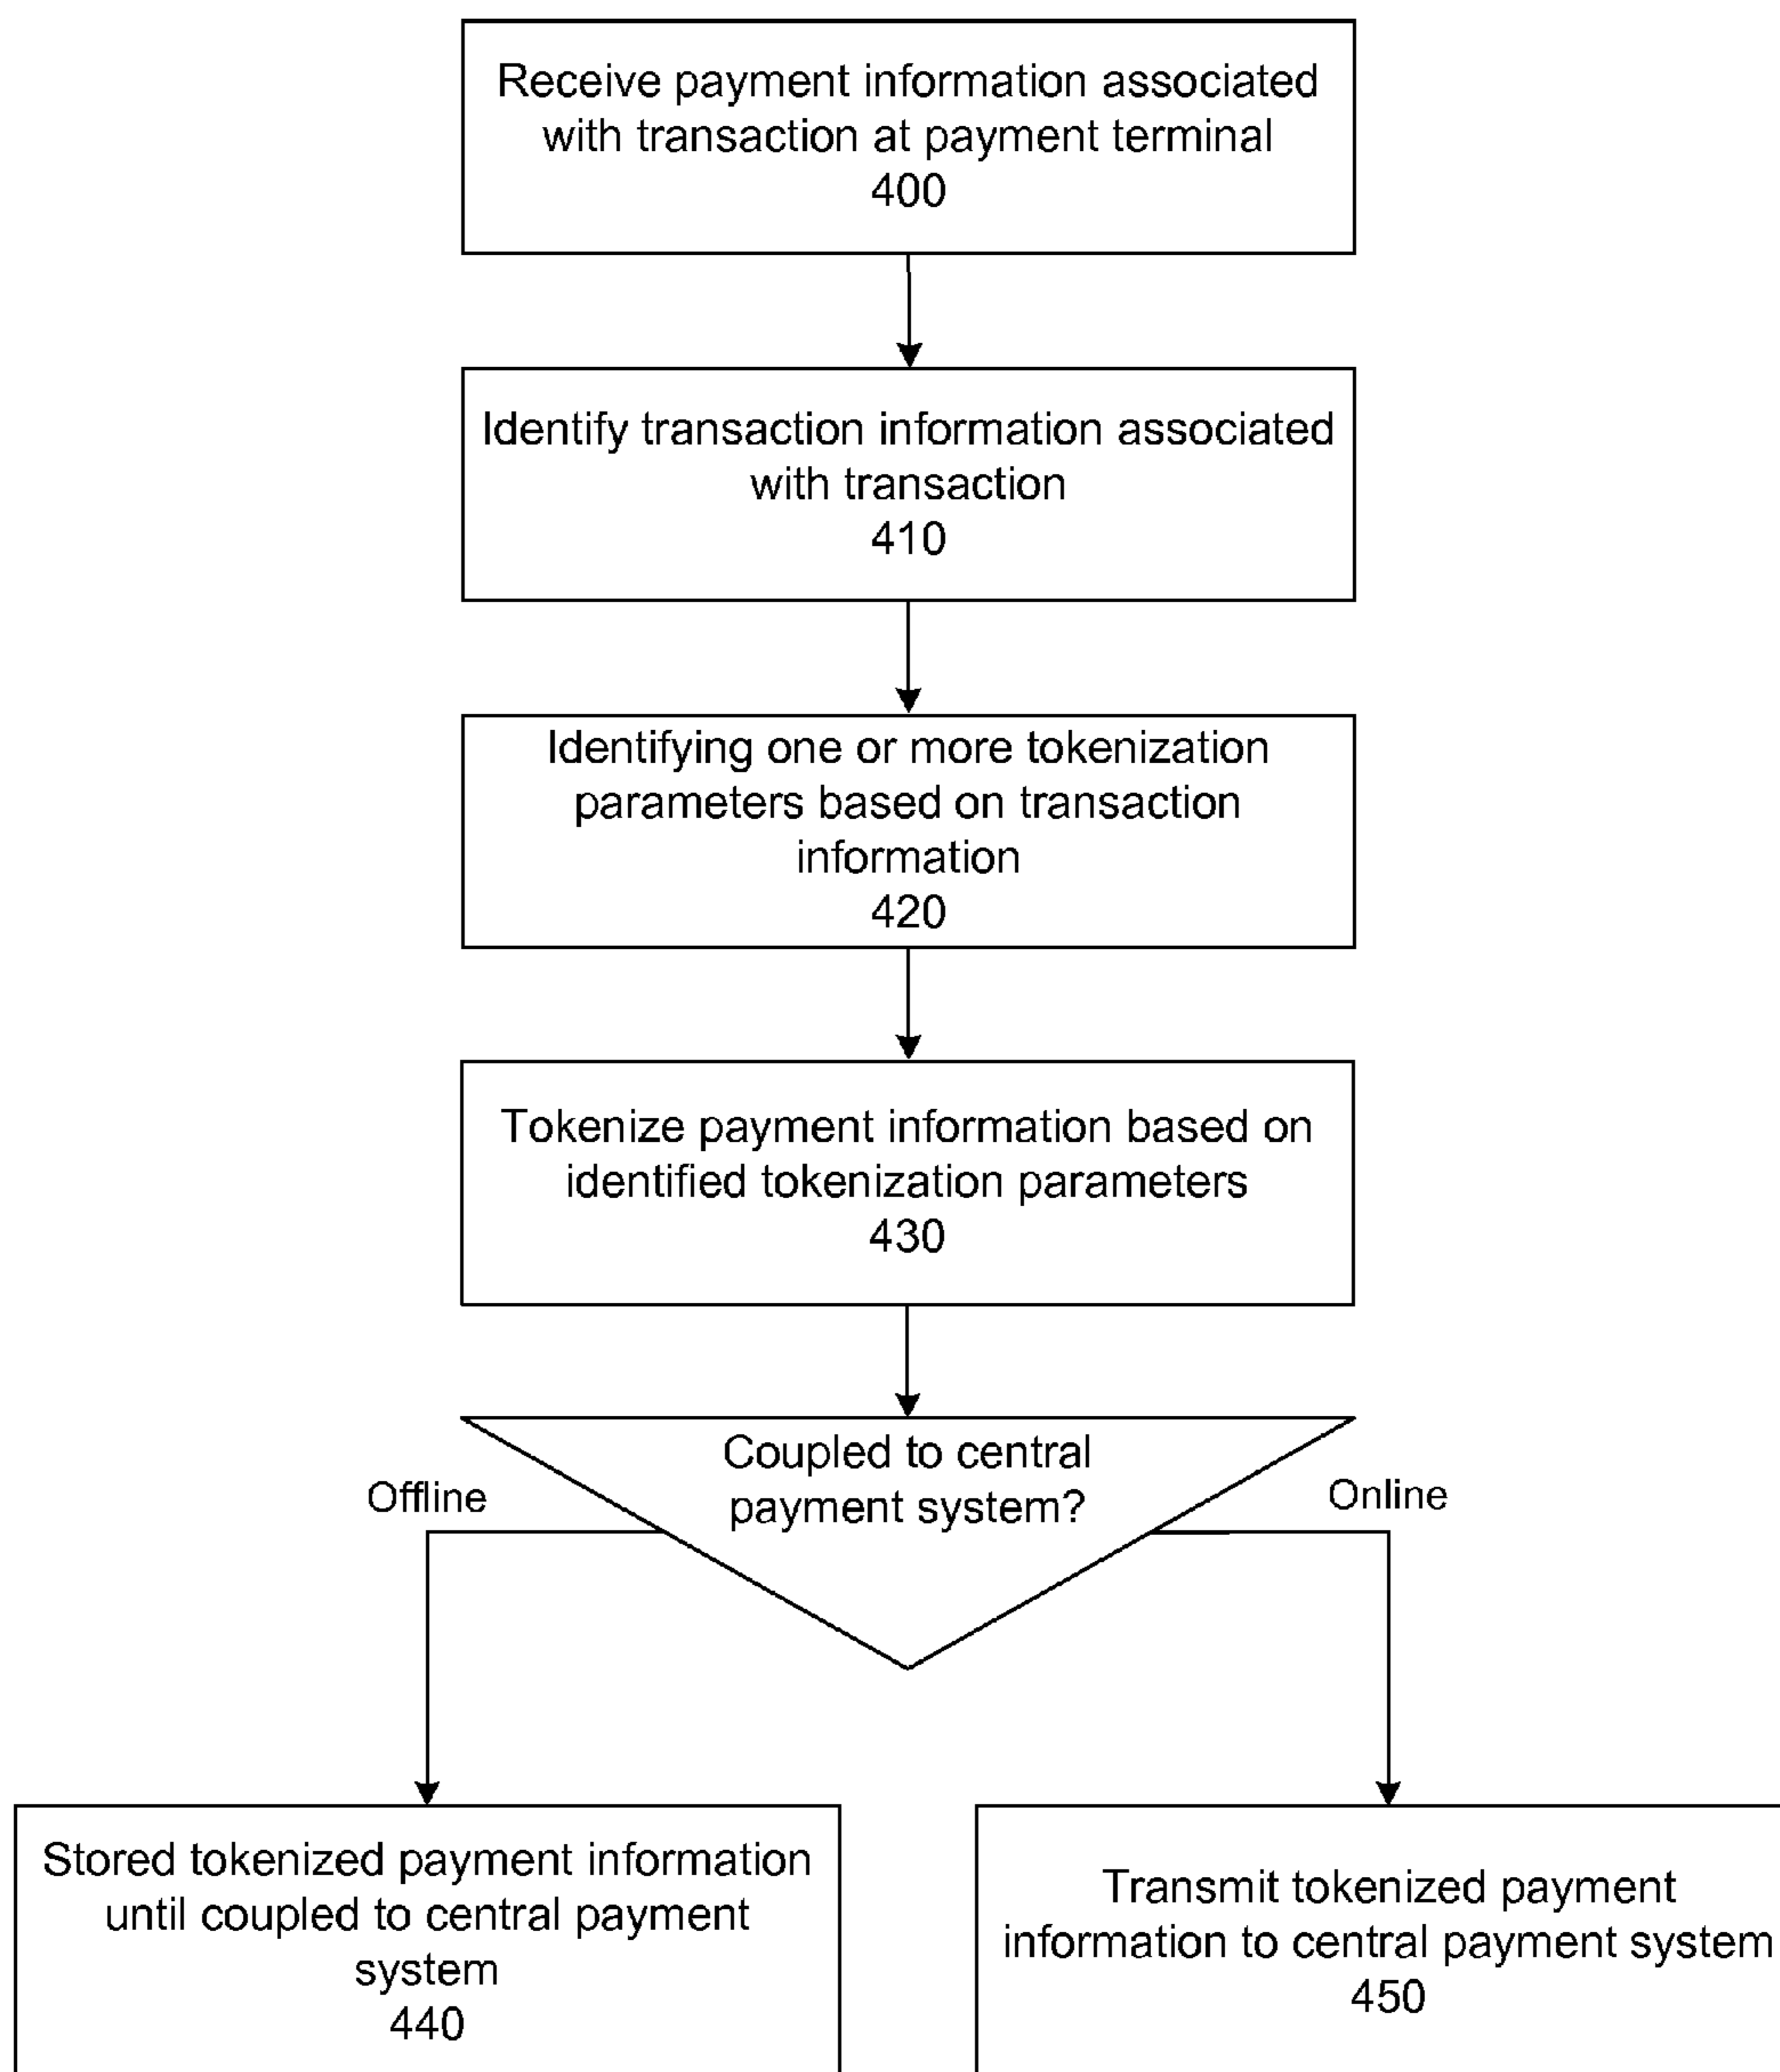 Receive payment information associated
with transaction at payment terminal
400
Identify transaction information associated
with transaction
410
Identifying one or more tokenization
parameters based on transaction
information
420
Tokenize payment information based on
identified tokenization parameters
430
Coupled to central
payment system?
Offline
Online
Stored tokenized payment information
until coupled to central payment
system
440
Transmit tokenized payment
information to central payment system
450